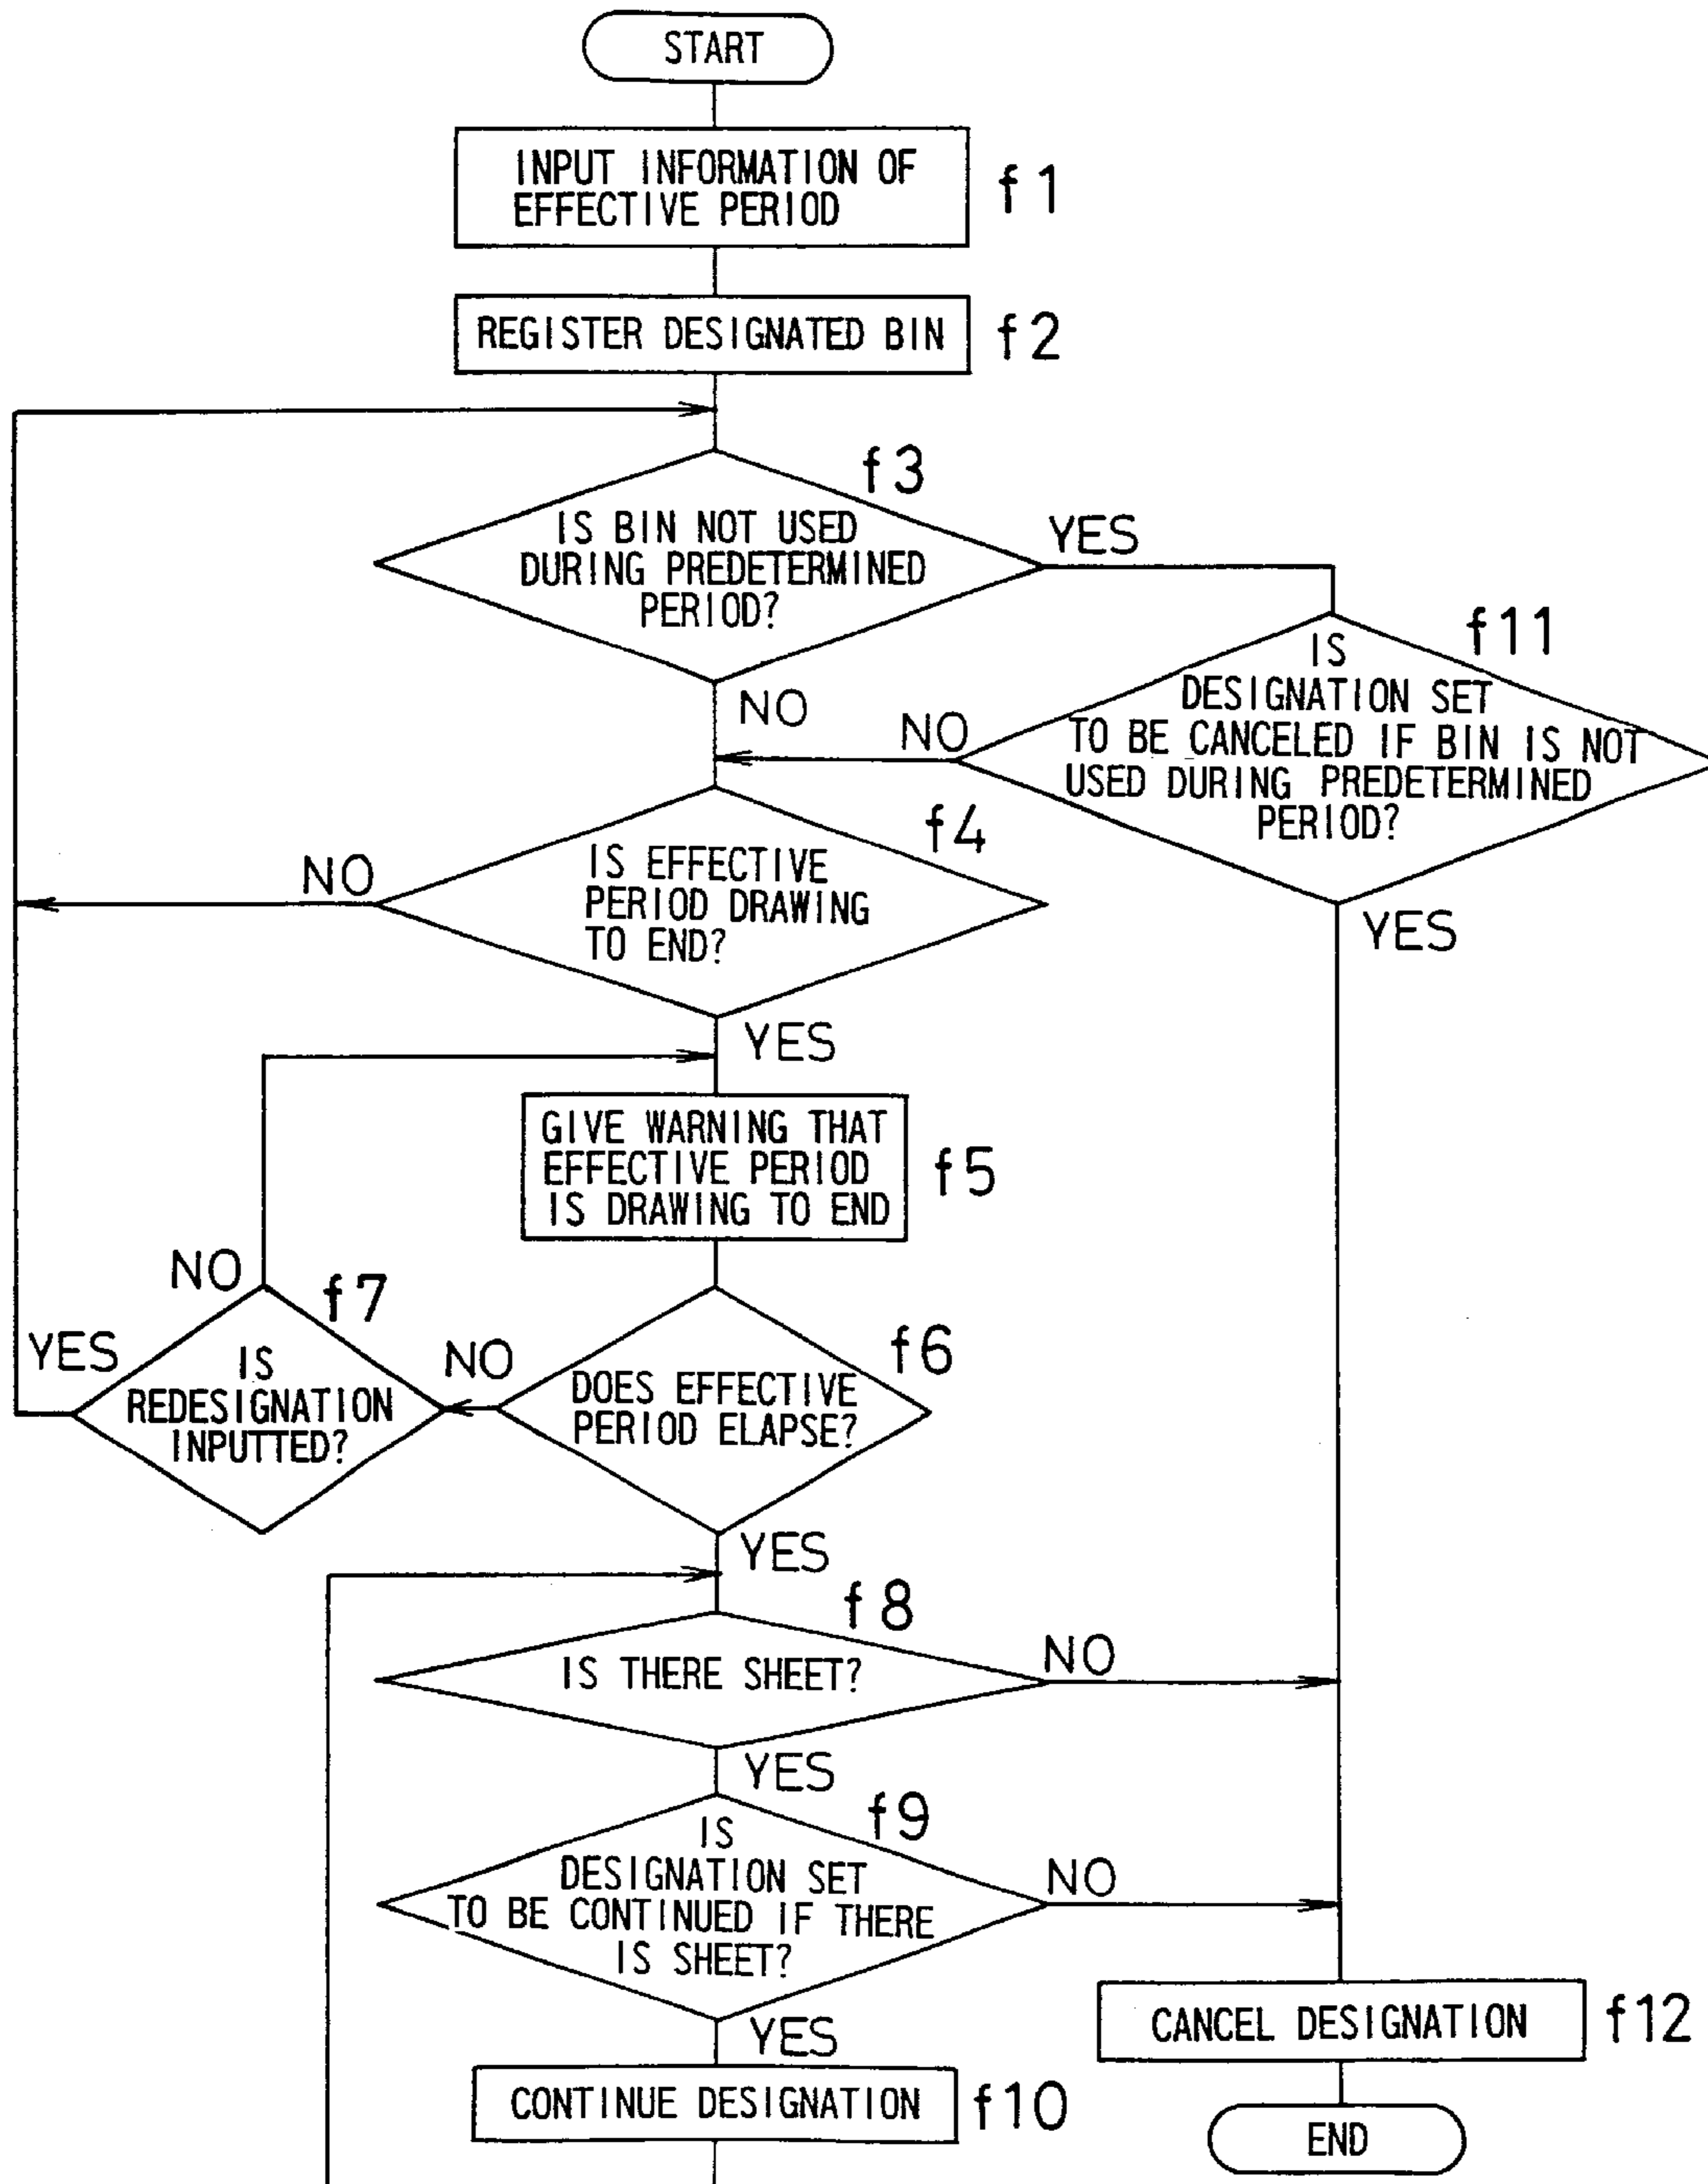 START
INPUT INFORMATION OF
EFFECTIVE PERIOD
f1
REGISTER DESIGNATED BIN
f2
f3
IS BIN NOT USED
DURING PREDETERMINED
PERIOD?
YES
NO
f11
IS
DESIGNATION SET
TO BE CANCELED IF BIN IS NOT
USED DURING PREDETERMINED
PERIOD?
NO
YES
f4
IS EFFECTIVE
PERIOD DRAWING
TO END?
NO
YES
GIVE WARNING THAT
EFFECTIVE PERIOD
IS DRAWING TO END
f5
f6
DOES EFFECTIVE
PERIOD ELAPSE?
NO
YES
f7
IS
REDESIGNATION
INPUTTED?
NO
YES
f8
IS THERE SHEET?
NO
YES
f9
IS
DESIGNATION SET
TO BE CONTINUED IF THERE
IS SHEET?
NO
YES
CONTINUE DESIGNATION
f10
CANCEL DESIGNATION
f12
END